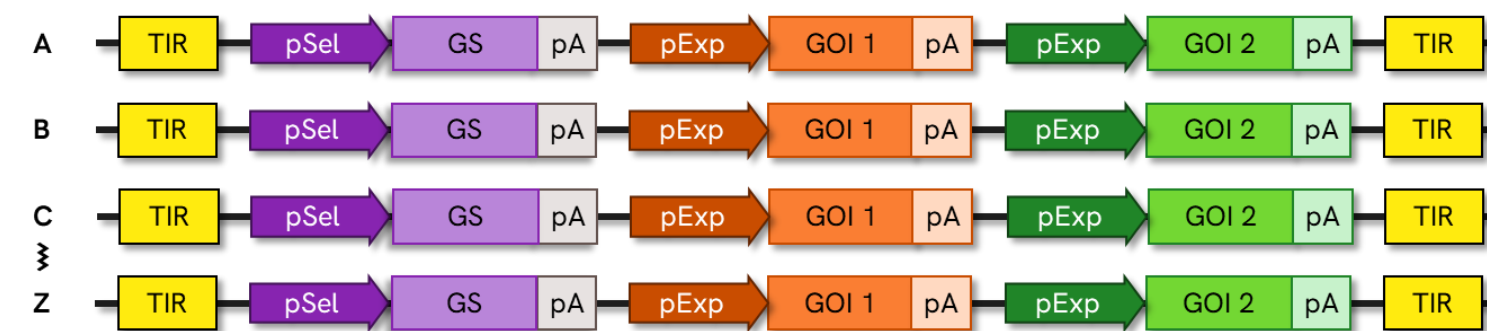 A TIR pSel GS pA pExp GOI 1 pA pExp GOI 2 pA TIR
B TIR pSel GS pA pExp GOI 1 pA pExp GOI 2 pA TIR
C TIR pSel GS pA pExp GOI 1 pA pExp GOI 2 pA TIR
Z TIR pSel GS pA pExp GOI 1 pA pExp GOI 2 pA TIR